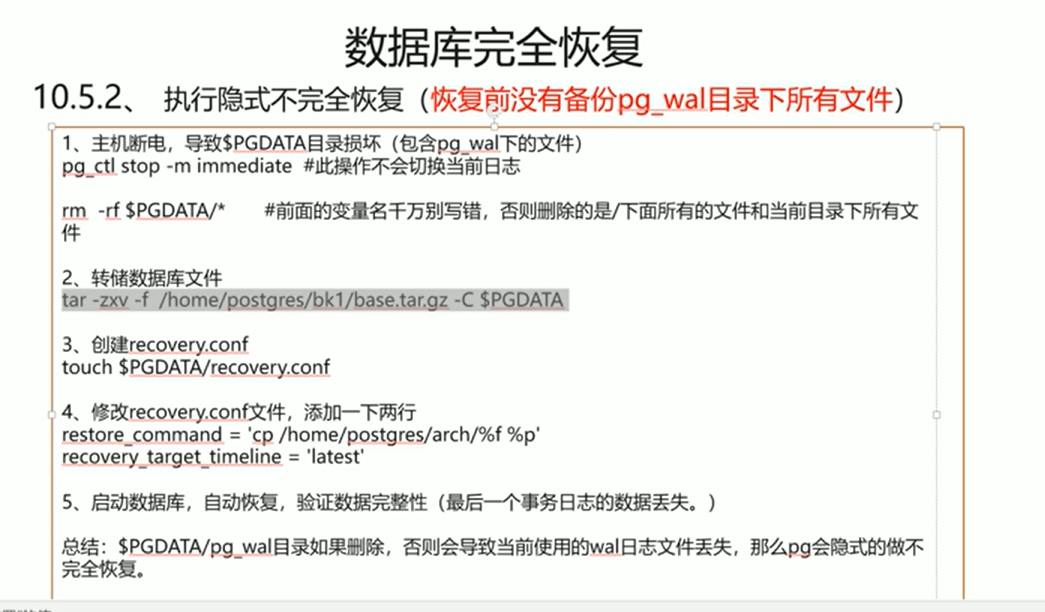 数据库完全恢复
10.5.2、 执行隐式不完全恢复（恢复前没有备份pg_wal目录下所有文件）
1、主机断电，导致$PGDATA目录损坏（包含pg_wal下的文件）
pg_ctl stop -m immediate  #此操作不会切换当前日志
rm  -rf $PGDATA/*       #前面的变量名千万别写错，否则删除的是/下面所有的文件和当前目录下所有文
件
2、转储数据库文件
tar -zxv -f  /home/postgres/bk1/base.tar.gz -C $PGDATA
3、创建recovery.conf
touch $PGDATA/recovery.conf
4、修改recovery.conf文件，添加一下两行
restore_command = 'cp /home/postgres/arch/%f %p'
recovery_target_timeline = 'latest'
5、启动数据库，自动恢复，验证数据完整性（最后一个事务日志的数据丢失。）
总结：$PGDATA/pg_wal目录如果删除，否则会导致当前使用的wal日志文件丢失，那么pg会隐式的做不
完全恢复。